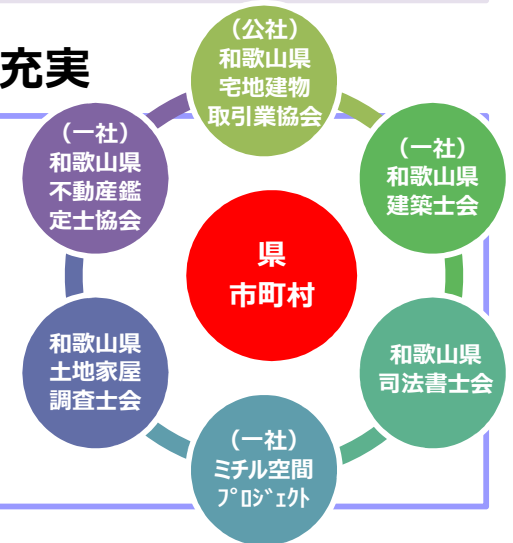 充実
（公社）
和歌山県
宅地建物
取引業協会
（一社）
和歌山県
建築士会
和歌山県
司法書士会
（一社）
ミチル空間
ﾌﾟﾛｼﾞｪｸﾄ
和歌山県
土地家屋
調査士会
（一社）
和歌山県
不動産鑑
定士協会
県
市町村